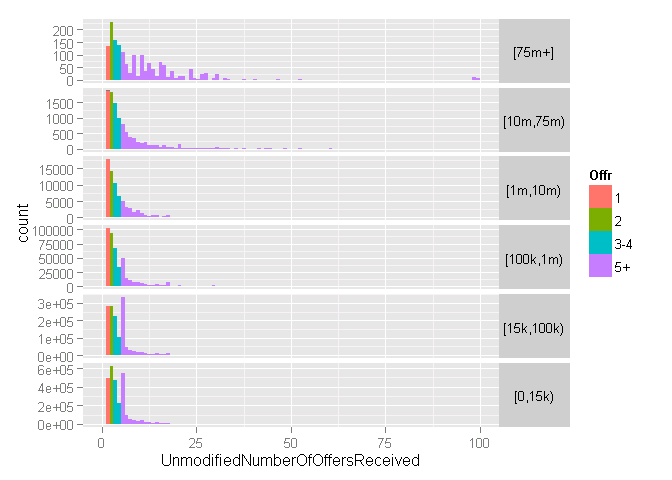 200
150
100
50
0
[75m+]
1500
1000
500
0
[10m,75m)
15000
10000
5000
0
[1m,10m)
100000
75000
50000
25000
0
[100k,1m)
3e+05
2e+05
1e+05
0e+00
[15k,100k)
6e+05
4e+05
2e+05
0e+00
[0,15k)
count
0 25 50 75 100
UnmodifiedNumberOfOffersReceived
Offr
1
2
3-4
5+